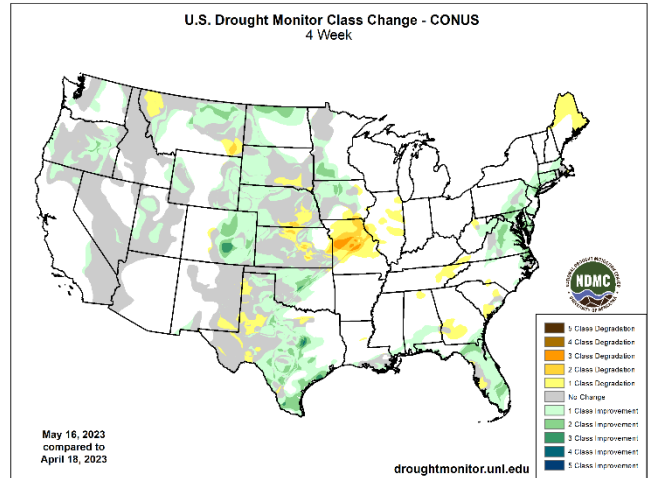 U.S. Drought Monitor Class Change - CONUS
4 Week
NDMC
5 Class Degradation
4 Class Degradation
3 Class Degradation
2 Class Degradation
1 Class Degradation
No Change
1 Class Improvement
2 Class Improvement
3 Class Improvement
4 Class Improvement
5 Class Improvement
May 16, 2023
compared to
April 18, 2023
droughtmonitor.unl.edu